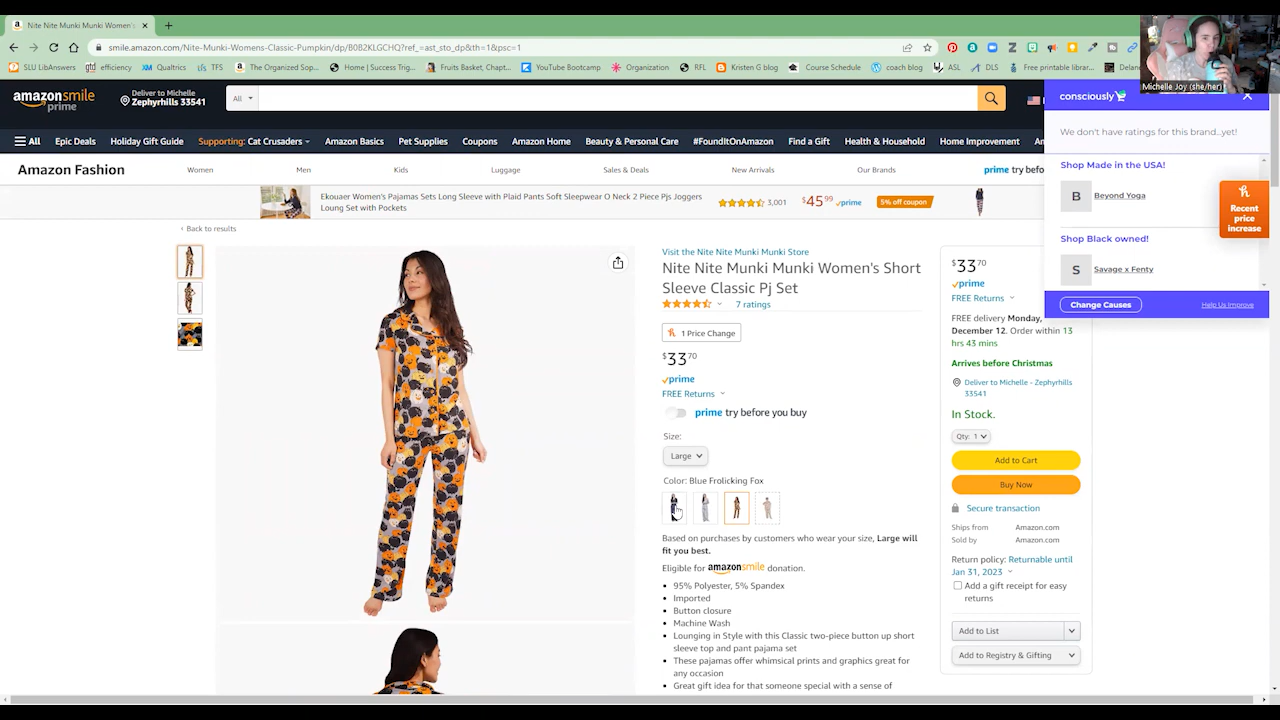 Nite Nite Munki Munki Women's
smile.amazon.com/Nite-Munki-Womens-Classic-Pumpkin/dp/B0B2KLGCHQ?ref_=ast_sto_dp&th=1&psc=1
SLU LibAnswers
efficiency
Qualtrics
TFS
The Organized Sop...
Home | Success Trig...
Fruits Basket, Chapt...
YouTube Bootcamp
Organization
RFL
Kristen G blog
Course Schedule
coach blog
ASL
DLS
Free printable librar...
Michelle Joy (she/her)
amazonsmile
prime
Deliver to Michelle
Zephyrhills 33541
All
All
Epic Deals
Holiday Gift Guide
Supporting: Cat Crusaders
Amazon Basics
Pet Supplies
Coupons
Amazon Home
Beauty & Personal Care
#FoundItOnAmazon
Find a Gift
Health & Household
Home Improvement
Amazon Fashion
Women
Men
Kids
Luggage
Sales & Deals
New Arrivals
Our Brands
prime try befo
Ekouaer Women's Pajamas Sets Long Sleeve with Plaid Pants Soft Sleepwear O Neck 2 Piece Pjs Joggers
Loung Set with Pockets
3,001
$45.99 prime
5% off coupon
‹ Back to results
Visit the Nite Nite Munki Munki Store
Nite Nite Munki Munki Women's Short
Sleeve Classic Pj Set
7 ratings
1 Price Change
$33 70
prime
FREE Returns
prime try before you buy
Size:
Large
Color: Blue Frolicking Fox
Based on purchases by customers who wear your size, Large will
fit you best.
Eligible for amazonsmile donation.
• 95% Polyester, 5% Spandex
• Imported
• Button closure
• Machine Wash
• Lounging in Style with this Classic two-piece button up short
sleeve top and pant pajama set
• These pajamas offer whimsical prints and graphics great for
any occasion
• Great gift idea for that someone special with a sense of
$33 70
prime
FREE Returns
FREE delivery Monday,
December 12. Order within 13
hrs 43 mins
Arrives before Christmas
Deliver to Michelle - Zephyrhills
33541
In Stock.
Qty: 1
Add to Cart
Buy Now
Secure transaction
Ships from Amazon.com
Sold by Amazon.com
Return policy: Returnable until
Jan 31, 2023
Add a gift receipt for easy
returns
Add to List
Add to Registry & Gifting
consciously
We don't have ratings for this brand...yet!
Shop Made in the USA!
B Beyond Yoga
Shop Black owned!
S Savage x Fenty
Change Causes
Help Us Improve
Recent
price
increase